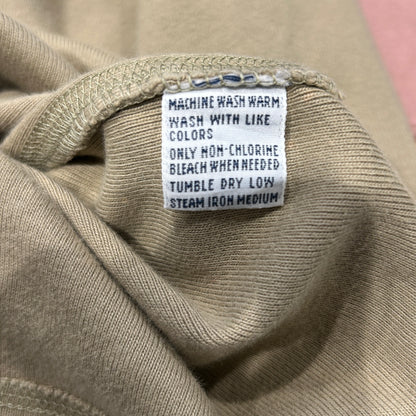 MACHINE WASH WARM
WASH WITH LIKE
COLORS
ONLY NON-CHLORINE
BLEACH WHEN NEEDED
TUMBLE DRY LOW
STEAM IRON MEDIUM